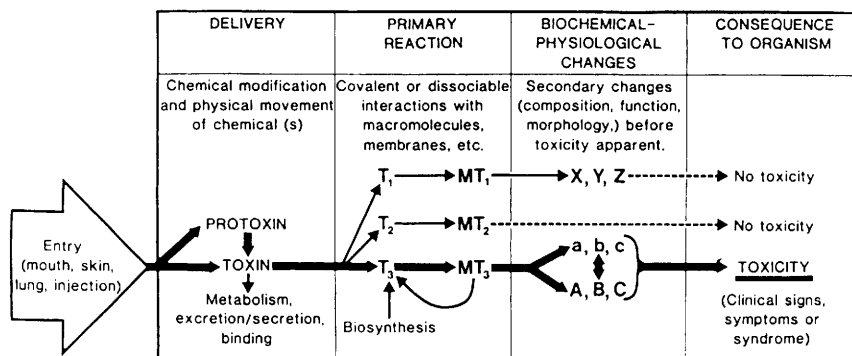 DELIVERY
PRIMARY
REACTION
BIOCHEMICAL-
PHYSIOLOGICAL
CHANGES
CONSEQUENCE
TO ORGANISM
Chemical modification
and physical movement
of chemical (s)
Covalent or dissociable
interactions with
macromolecules,
membranes, etc.
Secondary changes
(composition, function,
morphology,) before
toxicity apparent.
T₁
MT₁
X, Y, Z
No toxicity
PROTOXIN
T₂
MT₂
No toxicity
Entry
(mouth, skin,
lung, injection)
TOXIN
T₃
MT₃
a, b, c
A, B, C
TOXICITY
Metabolism,
excretion/secretion,
binding
Biosynthesis
(Clinical signs,
symptoms or
syndrome)